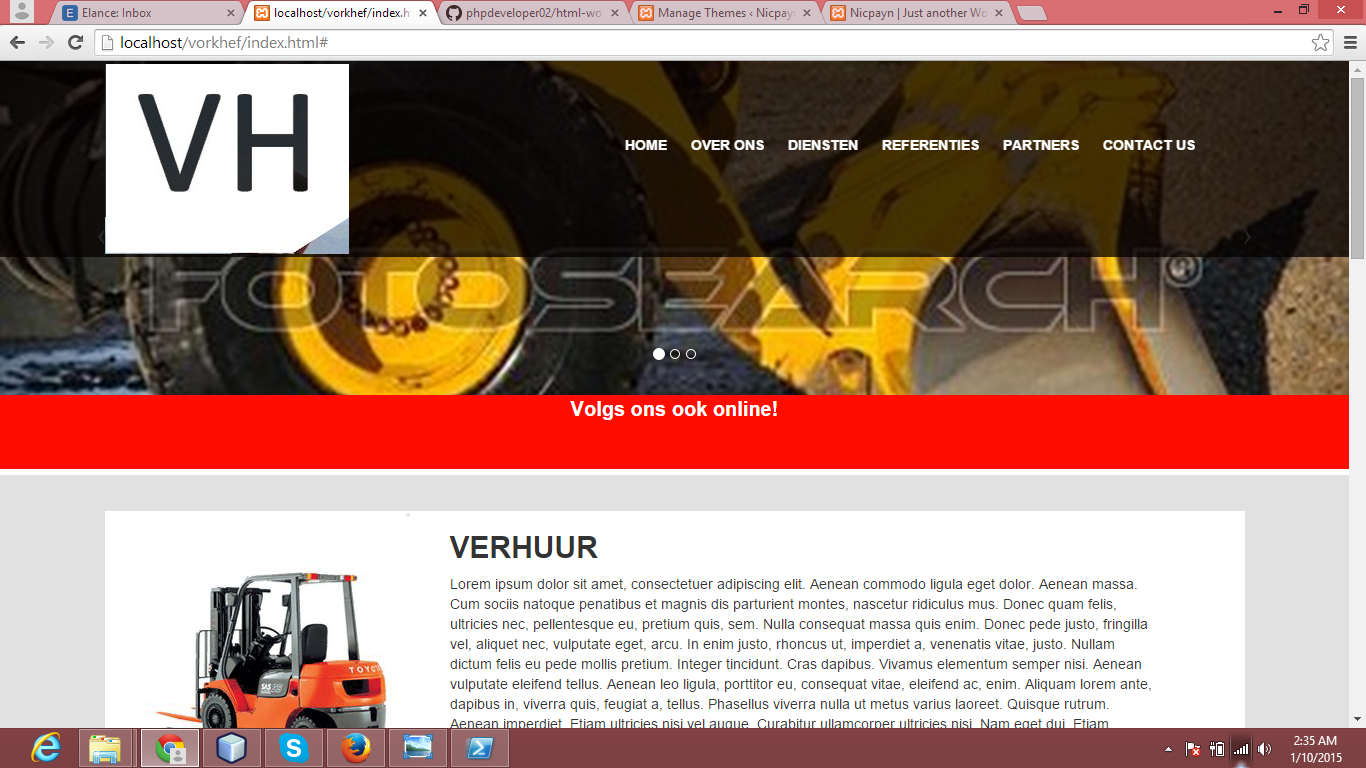 Elance: Inbox
localhost/vorkhef/index.h
phpdeveloper02/html-wo
Manage Themes ‹ Nicpay
Nicpayn | Just another Wo
localhost/vorkhef/index.html#
VH
HOME OVER ONS DIENSTEN REFERENTIES PARTNERS CONTACT US
FOTOSEARCH®
Volgs ons ook online!
VERHUUR
Lorem ipsum dolor sit amet, consectetuer adipiscing elit. Aenean commodo ligula eget dolor. Aenean massa.
Cum sociis natoque penatibus et magnis dis parturient montes, nascetur ridiculus mus. Donec quam felis,
ultricies nec, pellentesque eu, pretium quis, sem. Nulla consequat massa quis enim. Donec pede justo, fringilla
vel, aliquet nec, vulputate eget, arcu. In enim justo, rhoncus ut, imperdiet a, venenatis vitae, justo. Nullam
dictum felis eu pede mollis pretium. Integer tincidunt. Cras dapibus. Vivamus elementum semper nisi. Aenean
vulputate eleifend tellus. Aenean leo ligula, porttitor eu, consequat vitae, eleifend ac, enim. Aliquam lorem ante,
dapibus in, viverra quis, feugiat a, tellus. Phasellus viverra nulla ut metus varius laoreet. Quisque rutrum.
Aenean imperdiet. Etiam ultricies nisi vel augue. Curabitur ullamcorper ultricies nisi. Nam eget dui. Etiam
TOYOT
2:35 AM
1/10/2015